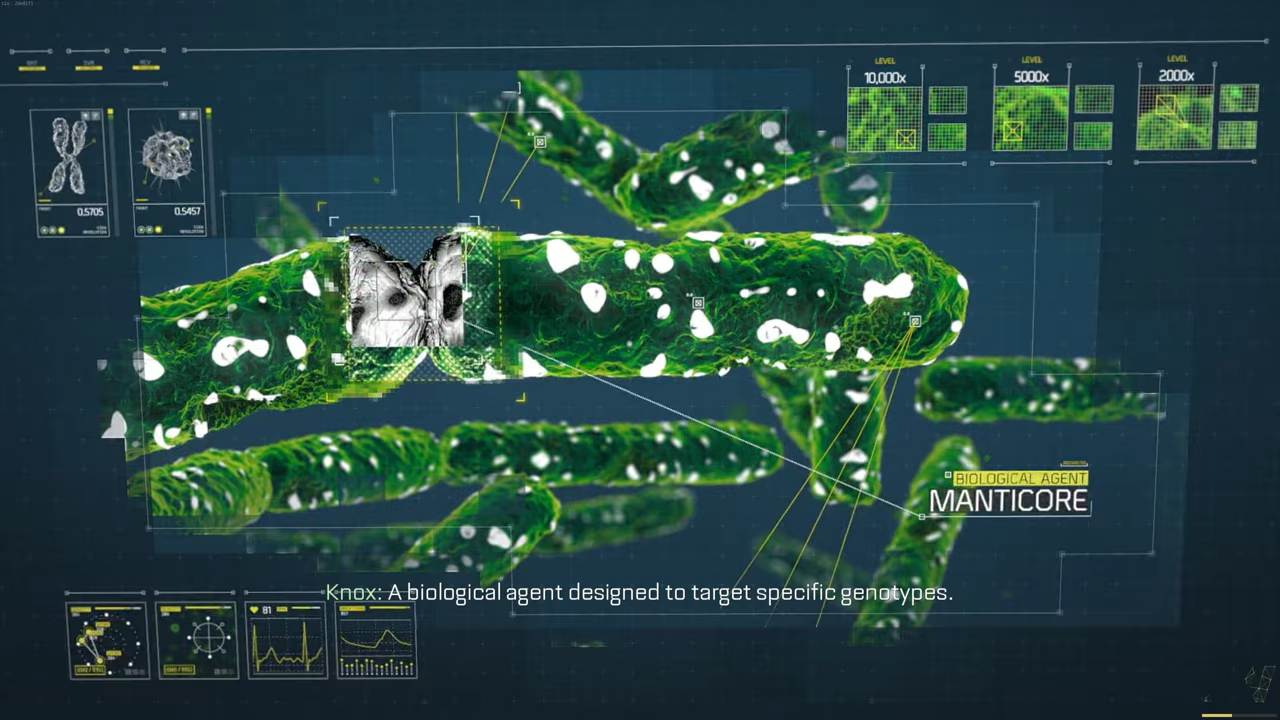 LEVEL
10,000x
LEVEL
5000x
LEVEL
2000x
0.5705
0.5457
BIOLOGICAL AGENT
MANTICORE
Knox: A biological agent designed to target specific genotypes.
81